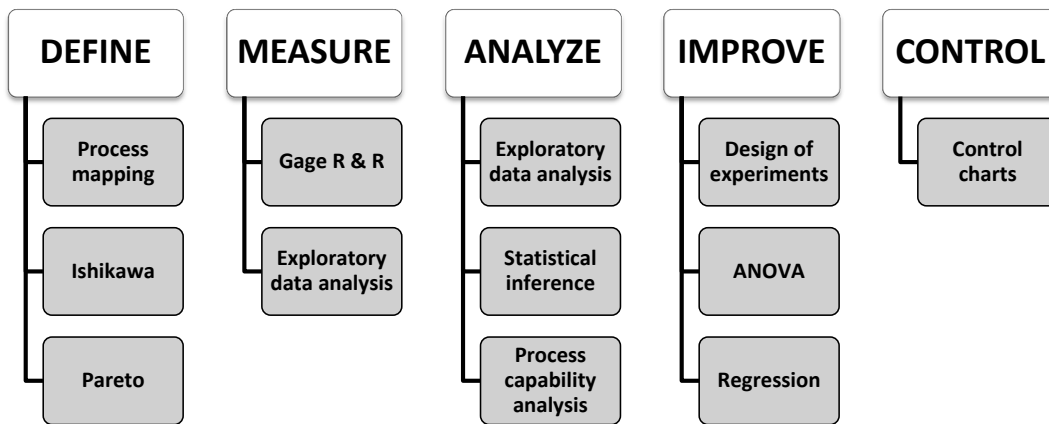 DEFINE
Process
mapping
Ishikawa
Pareto
MEASURE
Gage R & R
Exploratory
data analysis
ANALYZE
Exploratory
data analysis
Statistical
inference
Process
capability
analysis
IMPROVE
Design of
experiments
ANOVA
Regression
CONTROL
Control
charts